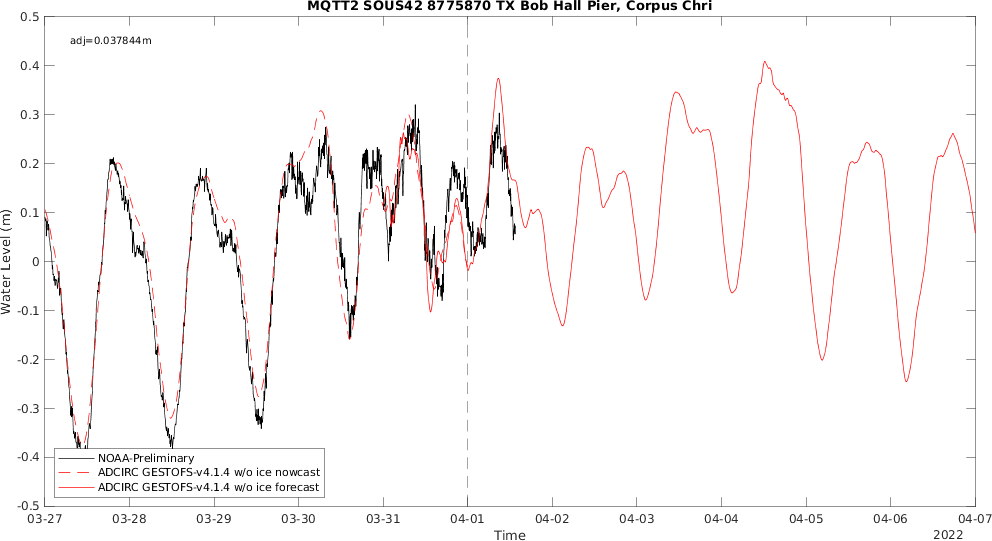 MQTT2 SOUS42 8775870 TX Bob Hall Pier, Corpus Chri
adj=0.037844m
Water Level (m)
0.5
0.4
0.3
0.2
0.1
0
-0.1
-0.2
-0.3
-0.4
-0.5
NOAA-Preliminary
ADCIRC GESTOFS-v4.1.4 w/o ice nowcast
ADCIRC GESTOFS-v4.1.4 w/o ice forecast
03-27 03-28 03-29 03-30 03-31 04-01 04-02 04-03 04-04 04-05 04-06 04-07
Time
2022